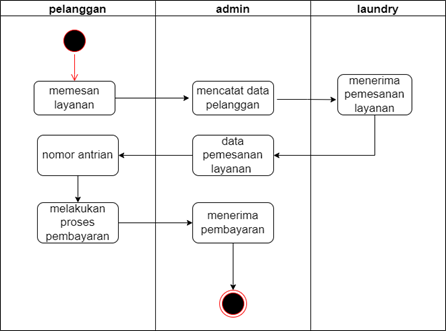 pelanggan
admin
laundry
memesan
layanan
mencatat data
pelanggan
menerima
pemesanan
layanan
nomor antrian
data
pemesanan
layanan
melakukan
proses
pembayaran
menerima
pembayaran